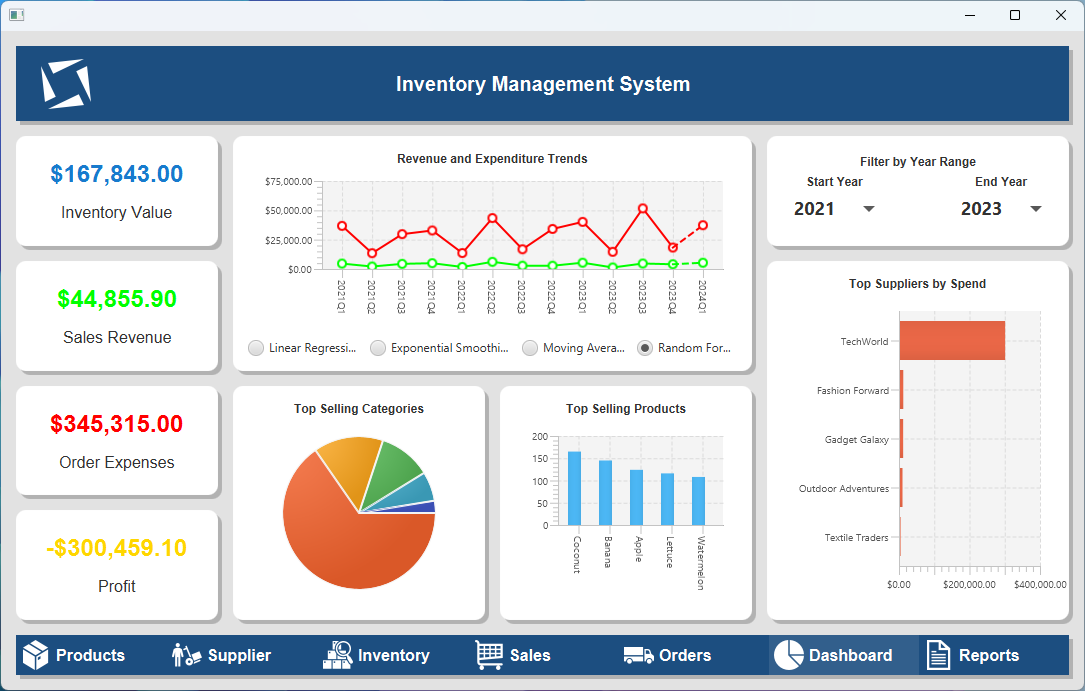 Inventory Management System
$167,843.00
Inventory Value
$44,855.90
Sales Revenue
$345,315.00
Order Expenses
-$300,459.10
Profit
Revenue and Expenditure Trends
$75,000.00
$50,000.00
$25,000.00
$0.00
2021Q1
2021Q2
2021Q3
2021Q4
2022Q1
2022Q2
2022Q3
2022Q4
2023Q1
2023Q2
2023Q3
2023Q4
2024Q1
Linear Regressi... Exponential Smoothi... Moving Avera... Random For...
Filter by Year Range
Start Year End Year
2021 2023
Top Selling Categories
Top Selling Products
200
150
100
50
0
Coconut
Banana
Apple
Lettuce
Watermelon
Top Suppliers by Spend
TechWorld
Fashion Forward
Gadget Galaxy
Outdoor Adventures
Textile Traders
$0.00 $200,000.00 $400,000.00
Products Supplier Inventory Sales Orders Dashboard Reports